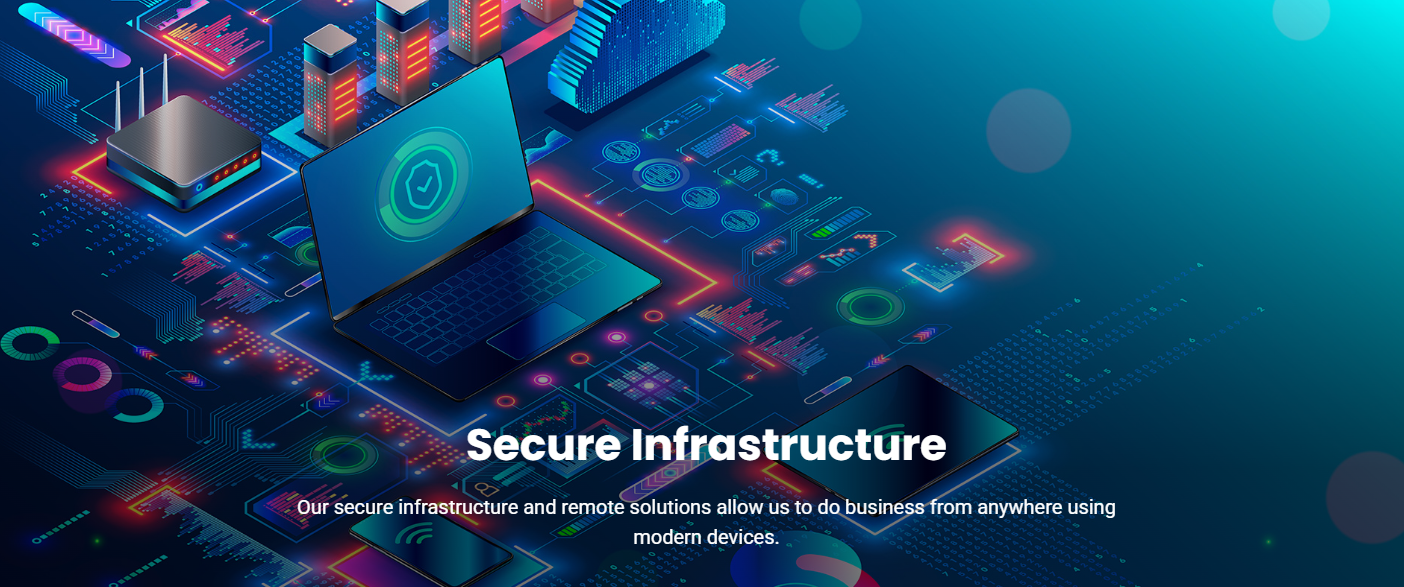 Secure Infrastructure
Our secure infrastructure and remote solutions allow us to do business from anywhere using
modern devices.